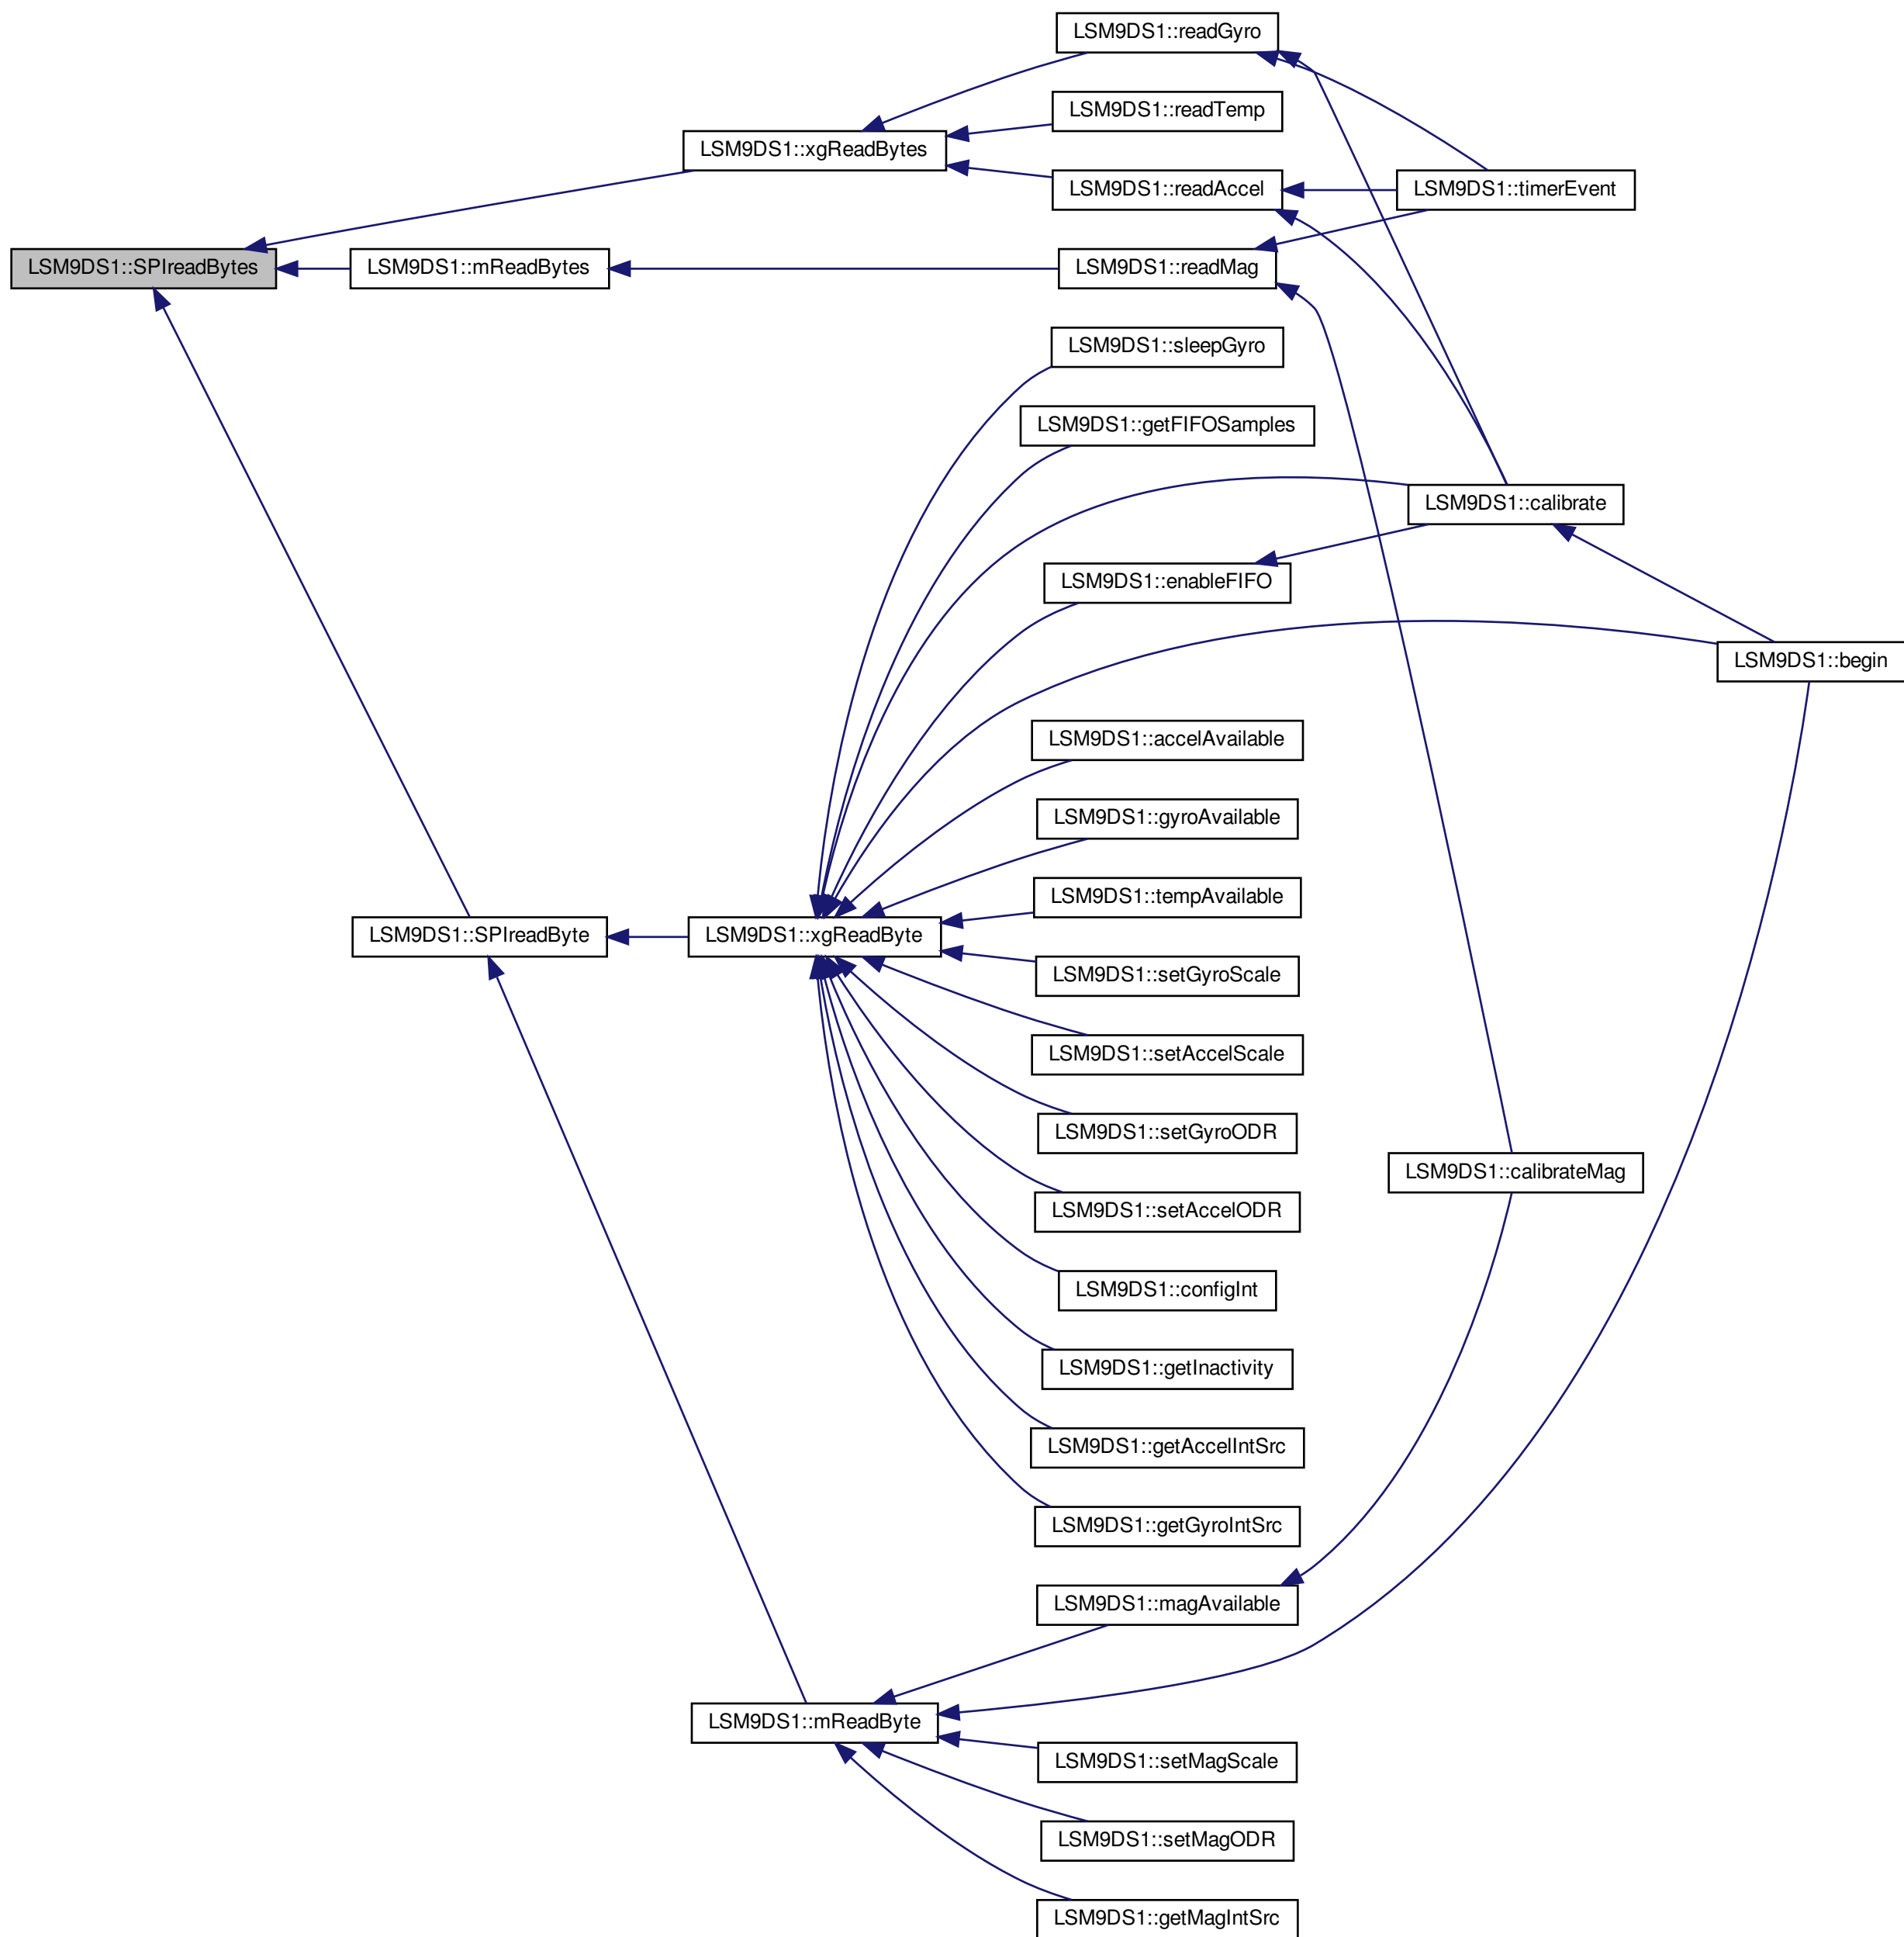 LSM9DS1::readGyro
LSM9DS1::readTemp
LSM9DS1::xgReadBytes
LSM9DS1::readAccel
LSM9DS1::timerEvent
LSM9DS1::SPIreadBytes
LSM9DS1::mReadBytes
LSM9DS1::readMag
LSM9DS1::sleepGyro
LSM9DS1::getFIFOSamples
LSM9DS1::calibrate
LSM9DS1::enableFIFO
LSM9DS1::begin
LSM9DS1::accelAvailable
LSM9DS1::gyroAvailable
LSM9DS1::tempAvailable
LSM9DS1::SPIreadByte
LSM9DS1::xgReadByte
LSM9DS1::setGyroScale
LSM9DS1::setAccelScale
LSM9DS1::setGyroODR
LSM9DS1::calibrateMag
LSM9DS1::setAccelODR
LSM9DS1::configInt
LSM9DS1::getInactivity
LSM9DS1::getAccelIntSrc
LSM9DS1::getGyroIntSrc
LSM9DS1::magAvailable
LSM9DS1::mReadByte
LSM9DS1::setMagScale
LSM9DS1::setMagODR
LSM9DS1::getMagIntSrc